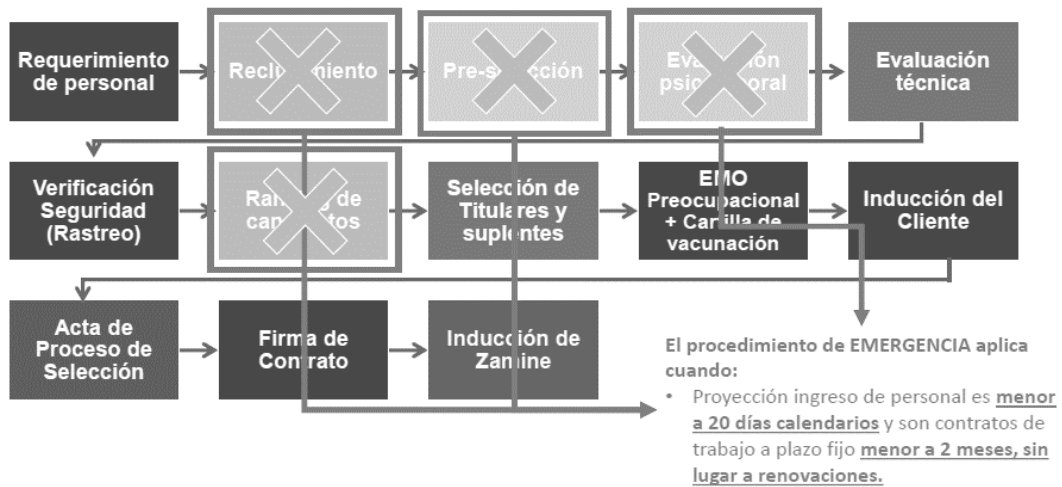 Requerimiento
de personal
Evaluación
técnica
Verificación
Seguridad
(Rastreo)
de
Selección de
Titulares y
suplentes
EMO
Preocupacional
+ Cartilla de
vacunación
Inducción del
Cliente
Acta de
Proceso de
Selección
Firma de
Contrato
Inducción de
Zamine
El procedimiento de EMERGENCIA aplica
cuando:
• Proyección ingreso de personal es menor
a 20 días calendarios y son contratos de
trabajo a plazo fijo menor a 2 meses, sin
lugar a renovaciones.